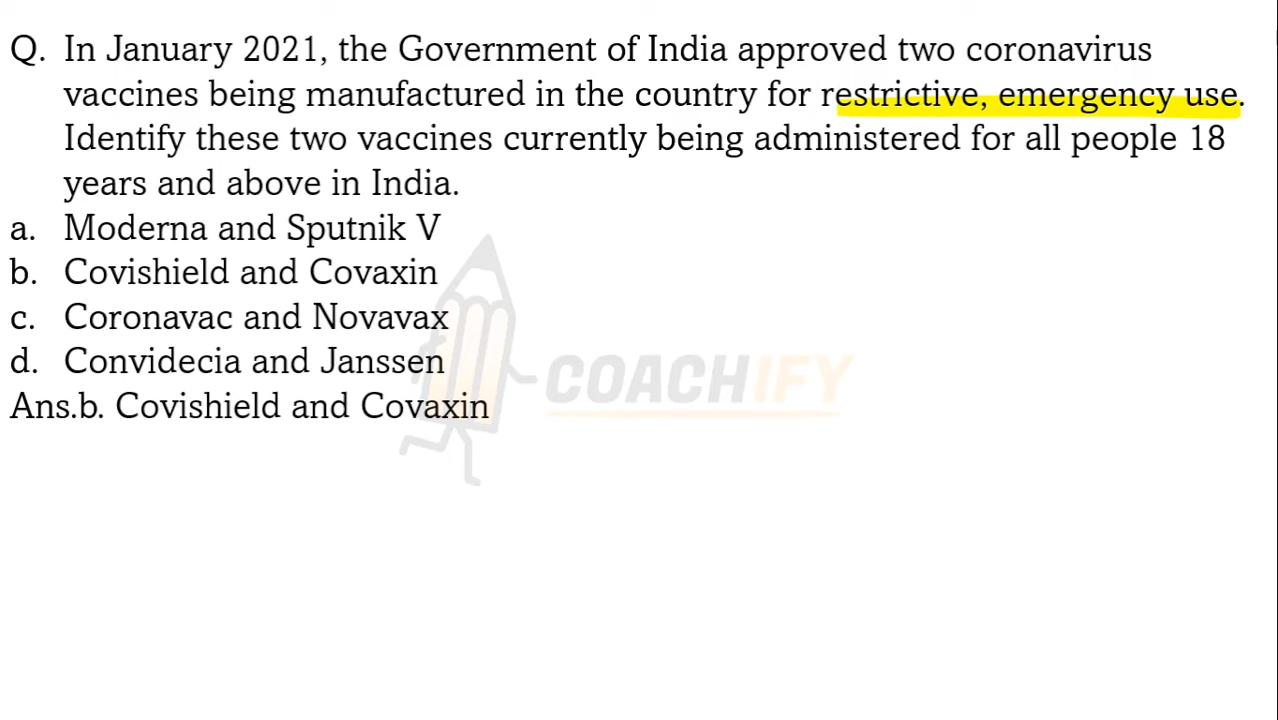 Q. In January 2021, the Government of India approved two coronavirus
vaccines being manufactured in the country for restrictive, emergency use.
Identify these two vaccines currently being administered for all people 18
years and above in India.
a. Moderna and Sputnik V
b. Covishield and Covaxin
c. Coronavac and Novavax
d. Convidecia and Janssen
COACHIFY
Ans.b. Covishield and Covaxin